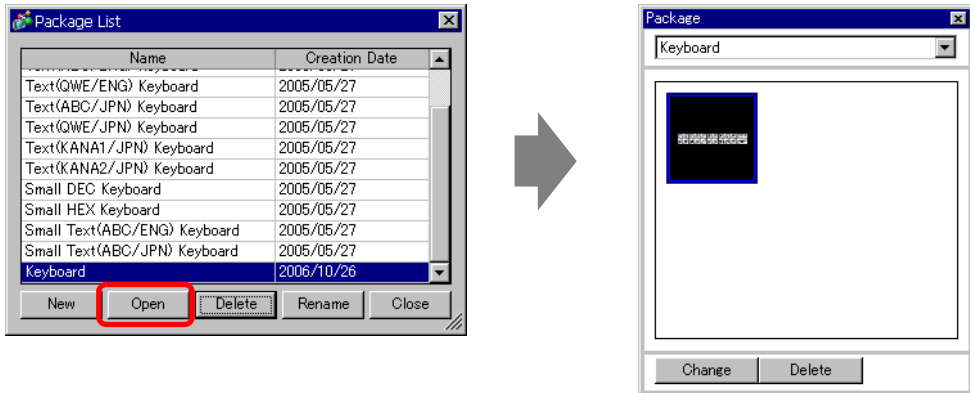 Package List
Name Creation Date
Text(QWE/ENG) Keyboard 2005/05/27
Text(ABC/JPN) Keyboard 2005/05/27
Text(QWE/JPN) Keyboard 2005/05/27
Text(KANA1/JPN) Keyboard 2005/05/27
Text(KANA2/JPN) Keyboard 2005/05/27
Small DEC Keyboard 2005/05/27
Small HEX Keyboard 2005/05/27
Small Text(ABC/ENG) Keyboard 2005/05/27
Small Text(ABC/JPN) Keyboard 2005/05/27
Keyboard 2006/10/26
New Open Delete Rename Close
Package
Keyboard
Change Delete